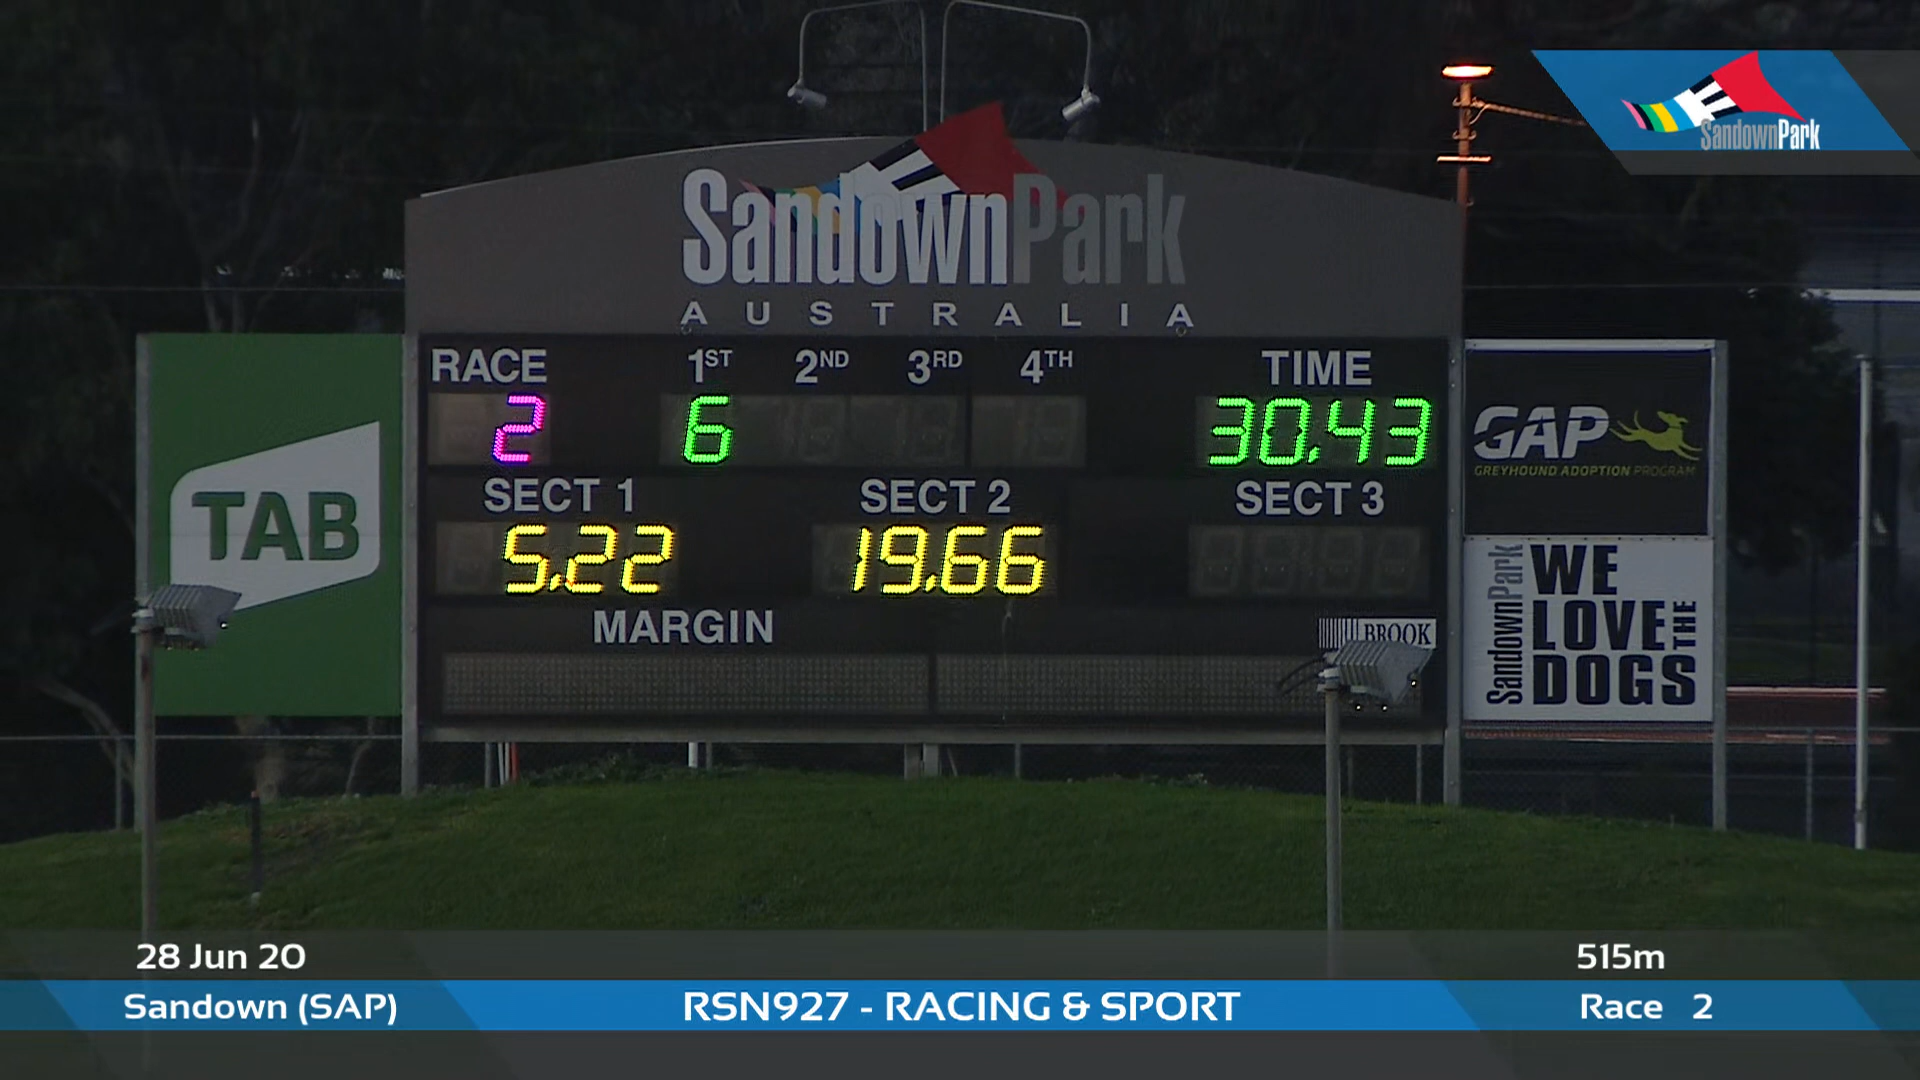 SandownPark
SandownPark
AUSTRALIA
RACE 1ST 2ND 3RD 4TH TIME
2 6 30.43
SECT 1 SECT 2 SECT 3
5.22 19.66
MARGIN
BROOK
TAB
GAP
GREYHOUND ADOPTION PROGRAM
SandownPark
WE
LOVE THE
DOGS
28 Jun 20 515m
Sandown (SAP) RSN927 - RACING & SPORT Race 2